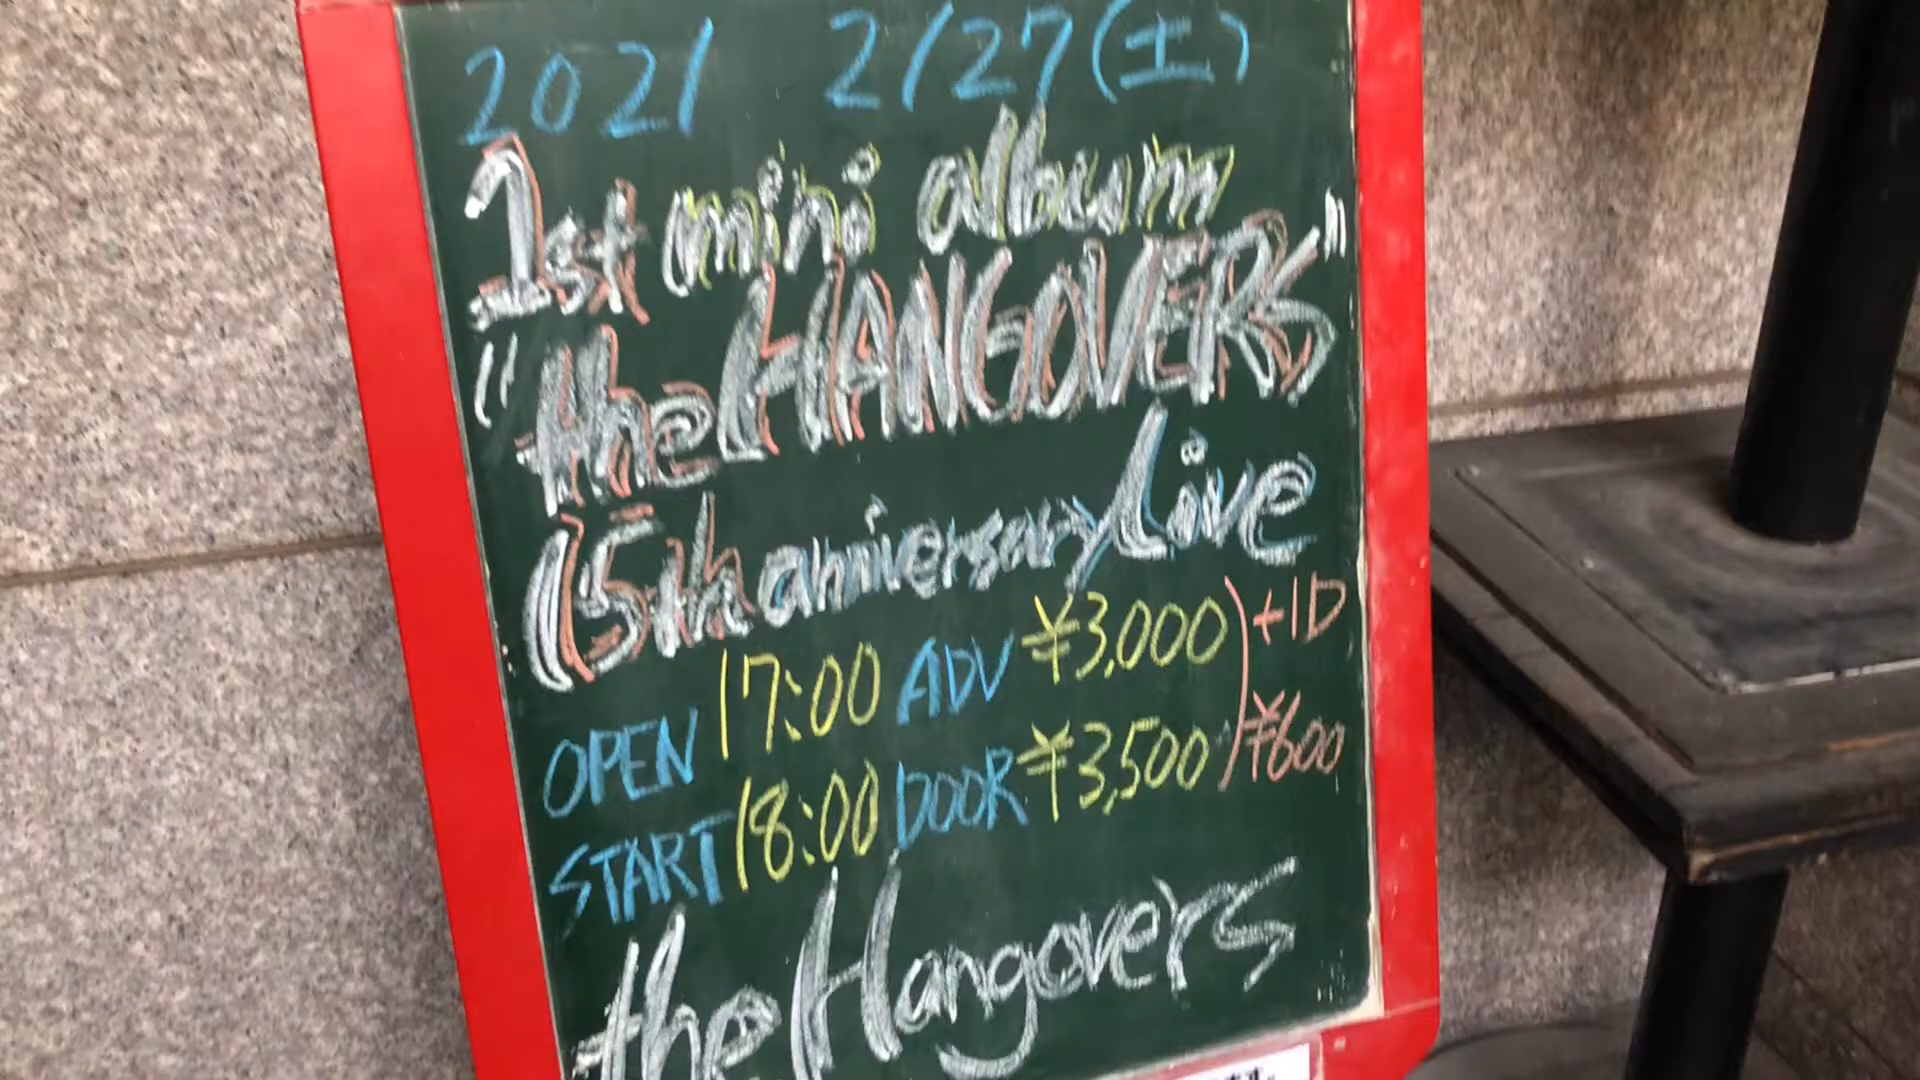 2021 2/27(土)
1st mini album
"the HANGOVERS"
15th anniversary Live
OPEN 17:00 ADV ¥3,000 +1D
START 18:00 DOOR ¥3,500 ¥600
the Hangovers